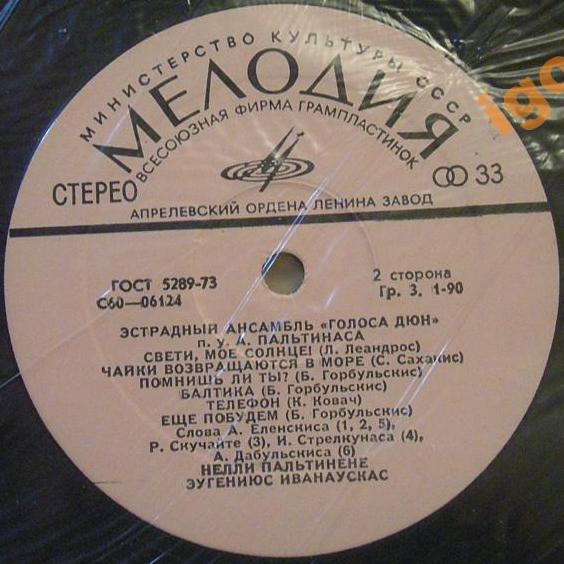 МИНИСТЕРСТВО КУЛЬТУРЫ СССР
МЕЛОДИЯ
ВСЕСОЮЗНАЯ ФИРМА ГРАМПЛАСТИНОК
СТЕРЕО
33
АПРЕЛЕВСКИЙ ОРДЕНА ЛЕНИНА ЗАВОД
ГОСТ 5289-73
2 сторона
С60—06124
Гр. 3. 1-90
ЭСТРАДНЫЙ АНСАМБЛЬ «ГОЛОСА ДЮН»
п. у. А. ПАЛЬТИНАСА
СВЕТИ, МОЕ СОЛНЦЕ! (Л. Леандрос)
ЧАЙКИ ВОЗВРАЩАЮТСЯ В МОРЕ (С. Сахакис)
ПОМНИШЬ ЛИ ТЫ? (Б. Горбульскис)
БАЛТИКА (Б. Горбульскис)
ТЕЛЕФОН (К. Ковач)
ЕЩЕ ПОБУДЕМ (Б. Горбульскис)
Слова А. Еленскиса (1, 2, 5),
Р. Скучайте (3), И. Стрелкунаса (4),
А. Дабульскиса (6)
НЕЛЛИ ПАЛЬТИНЕНЕ
ЭУГЕНИЮС ИВАНАУСКАС
igo